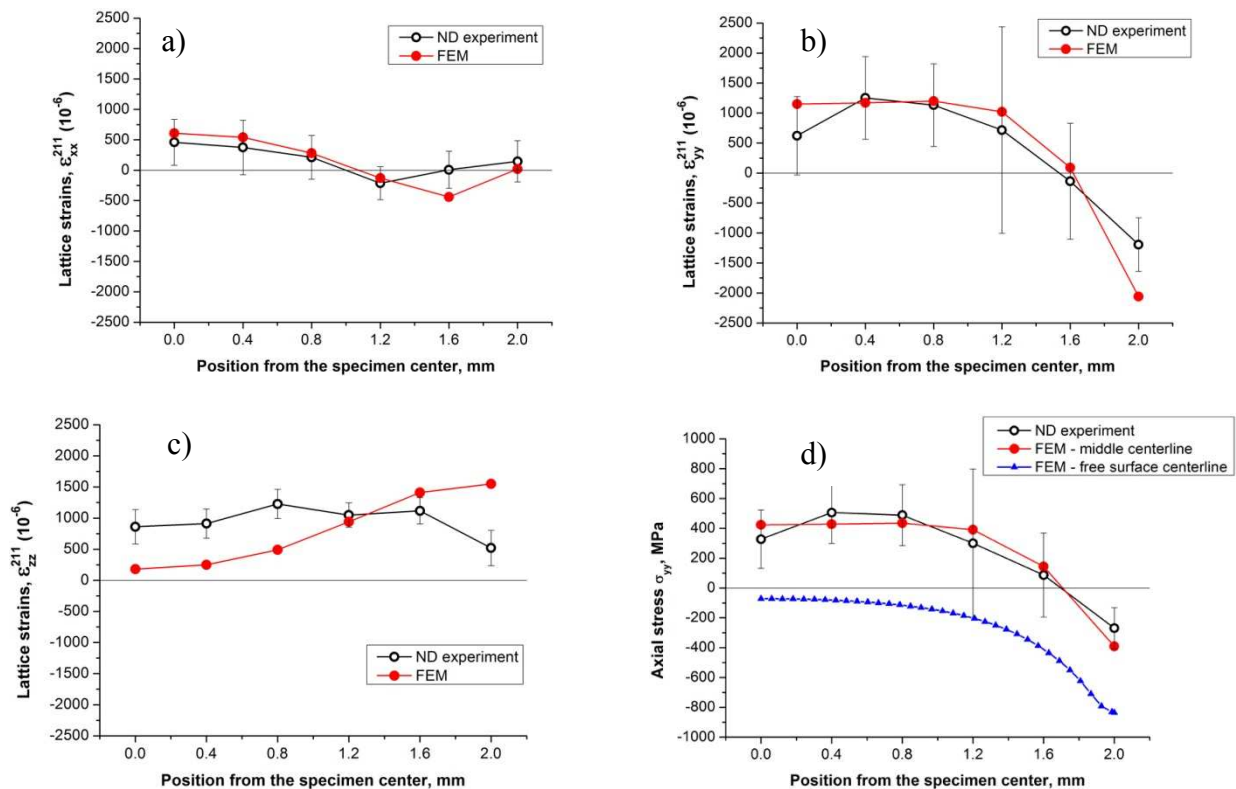 a)
ND experiment
FEM
Lattice strains, ε²¹¹xx (10⁻⁶)
2500
2000
1500
1000
500
0
-500
-1000
-1500
-2000
-2500
0.0 0.4 0.8 1.2 1.6 2.0
Position from the specimen center, mm
b)
ND experiment
FEM
Lattice strains, ε²¹¹yy (10⁻⁶)
2500
2000
1500
1000
500
0
-500
-1000
-1500
-2000
-2500
0.0 0.4 0.8 1.2 1.6 2.0
Position from the specimen center, mm
c)
Lattice strains, ε²¹¹zz (10⁻⁶)
2500
2000
1500
1000
500
0
-500
-1000
-1500
-2000
-2500
ND experiment
FEM
0.0 0.4 0.8 1.2 1.6 2.0
Position from the specimen center, mm
ND experiment
FEM - middle centerline
FEM - free surface centerline
d)
Axial stress σyy, MPa
1000
800
600
400
200
0
-200
-400
-600
-800
-1000
0.0 0.4 0.8 1.2 1.6 2.0
Position from the specimen center, mm